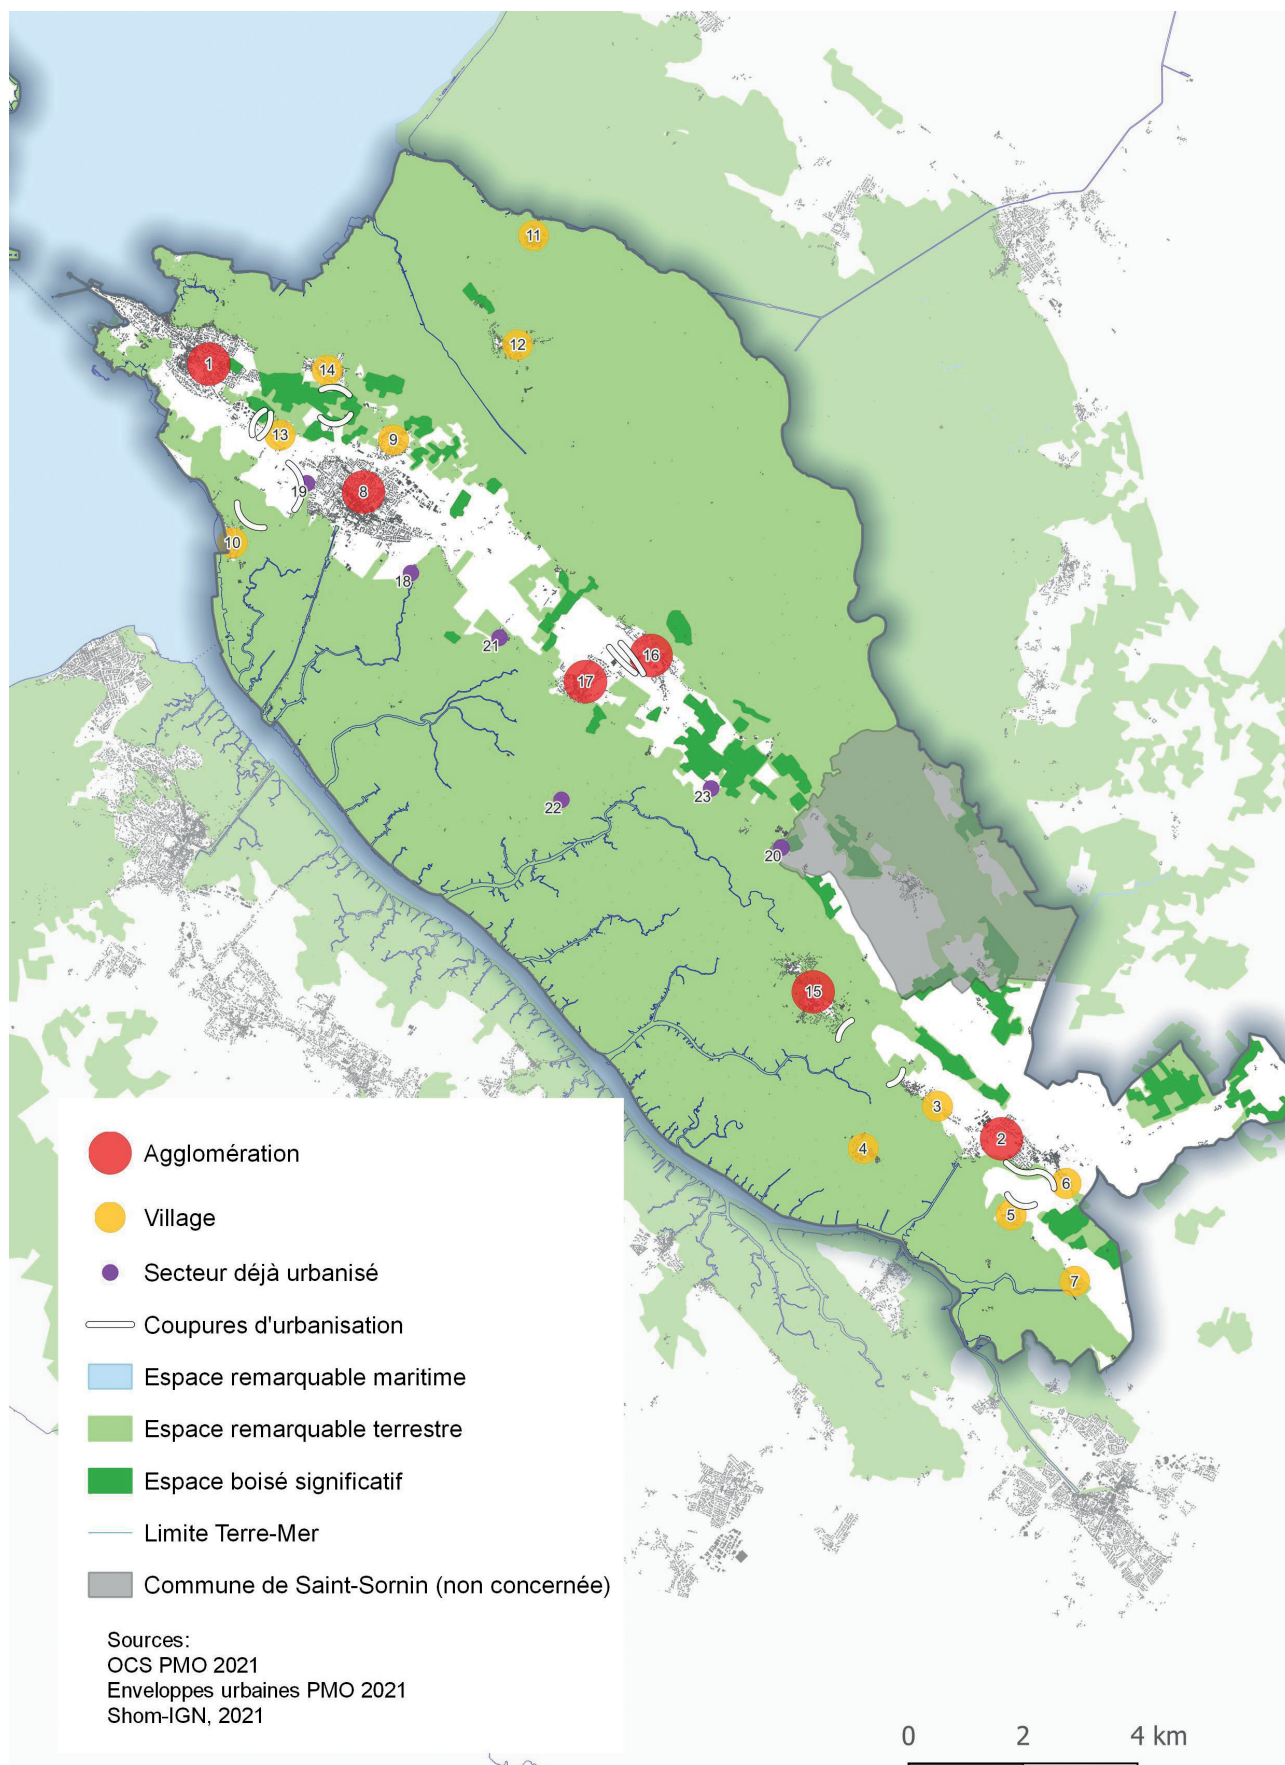 11
12
1
14
13
9
19
8
10
18
21
16
17
23
22
20
15
3
2
4
6
5
7
Agglomération
Village
Secteur déjà urbanisé
Coupures d'urbanisation
Espace remarquable maritime
Espace remarquable terrestre
Espace boisé significatif
Limite Terre-Mer
Commune de Saint-Sornin (non concernée)
Sources:
OCS PMO 2021
Enveloppes urbaines PMO 2021
Shom-IGN, 2021
0 2 4 km